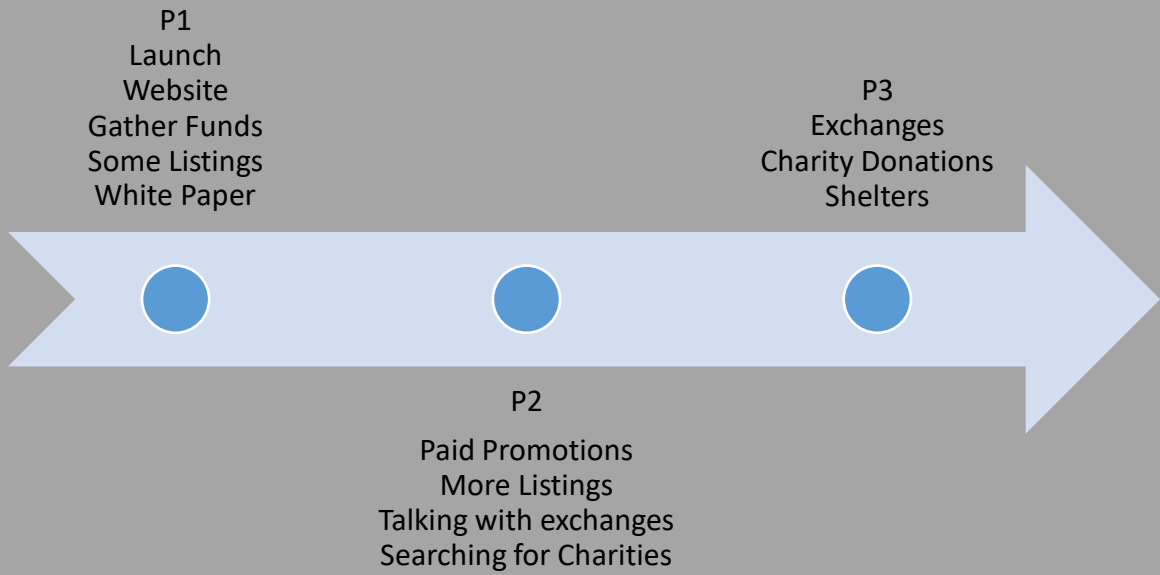 P1
Launch
Website
Gather Funds
Some Listings
White Paper
P2
Paid Promotions
More Listings
Talking with exchanges
Searching for Charities
P3
Exchanges
Charity Donations
Shelters